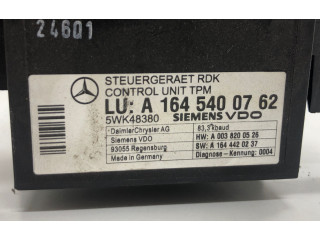 24601
STEUERGERAET RDK
CONTROL UNIT TPM
LU: A 164 540 07 62
5WK48380 SIEMENS VDO
DaimlerChrysler AG 83,3 kbaud
Siemens VDO HW: A 003 820 05 26
93055 Regensburg SW: A 164 442 02 37
Made in Germany Diagnose - Kennung: 0004